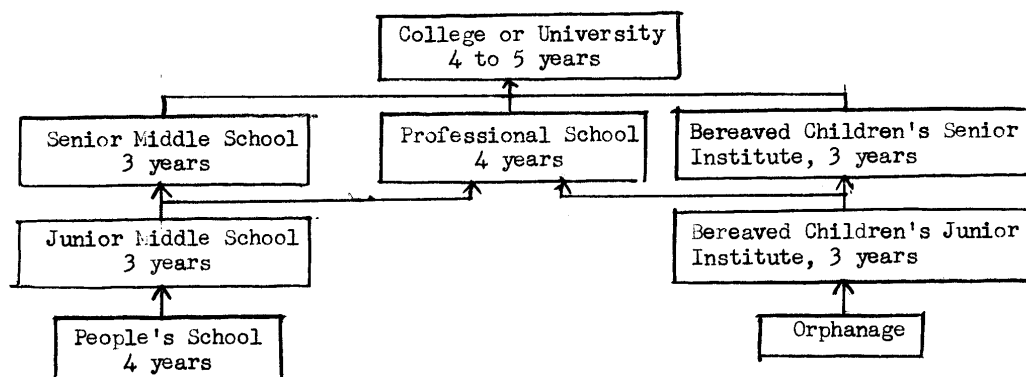 College or University
4 to 5 years
Senior Middle School
3 years
Professional School
4 years
Bereaved Children's Senior
Institute, 3 years
Junior Middle School
3 years
Bereaved Children's Junior
Institute, 3 years
People's School
4 years
Orphanage